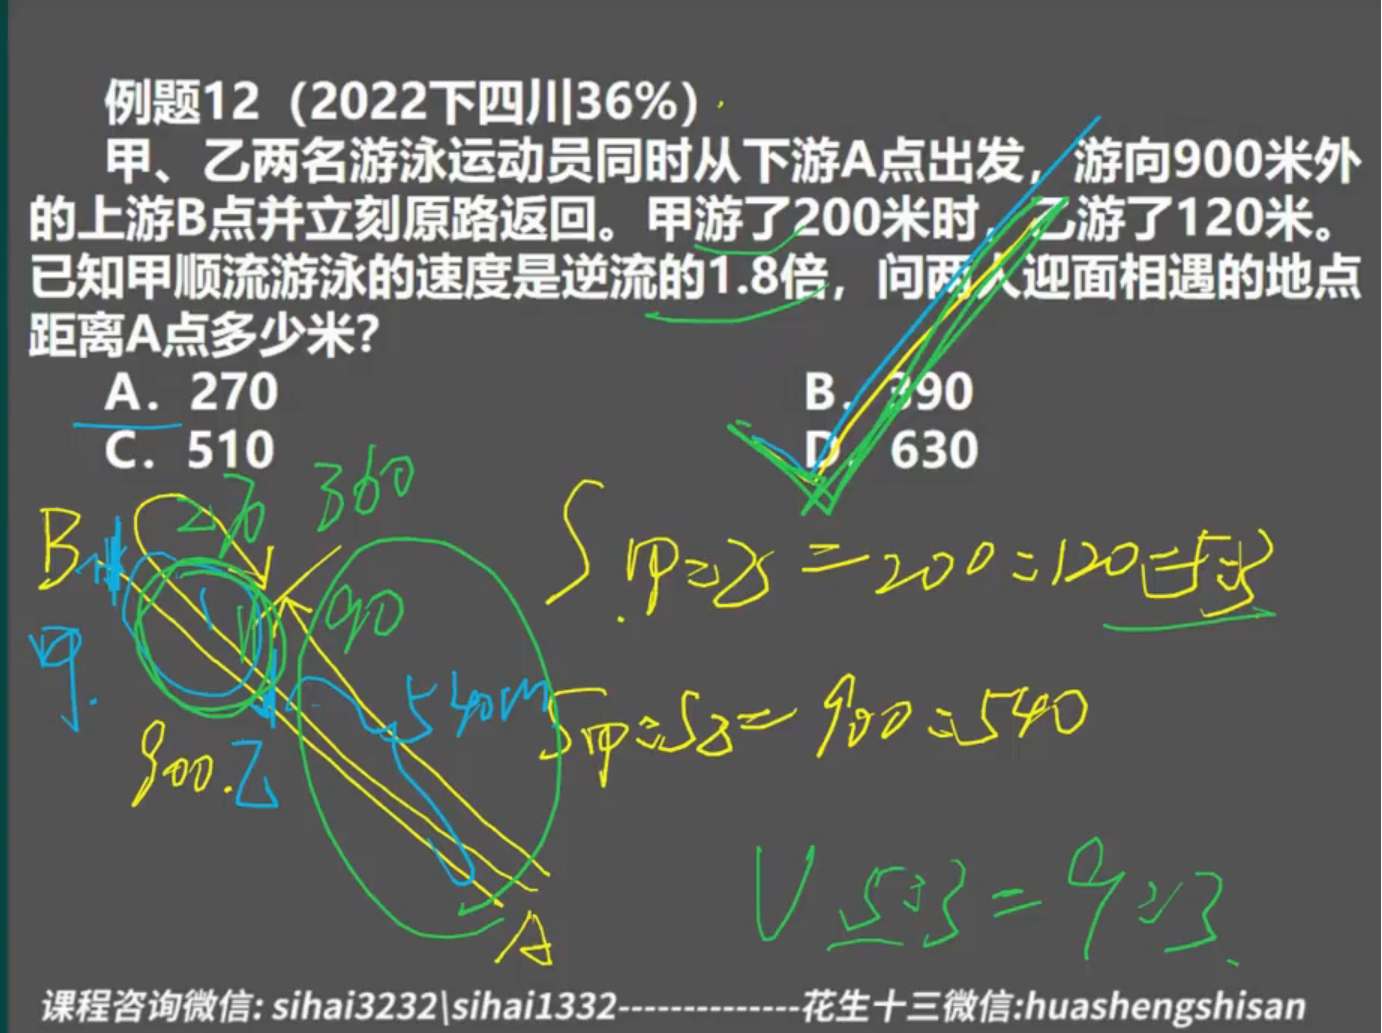 例题12（2022下四川36%）
甲、乙两名游泳运动员同时从下游A点出发，游向900米外
的上游B点并立刻原路返回。甲游了200米时，乙游了120米。
已知甲顺流游泳的速度是逆流的1.8倍，问两人迎面相遇的地点
距离A点多少米？
A．270
B．390
C．510
D．630
270
360
B
90
S甲:乙=200:120=5:3
甲.
540m
S甲:S乙=900:540
900.
乙
V 5:3=9:3
A
课程咨询微信: sihai3232\sihai1332---------------花生十三微信:huashengshisan